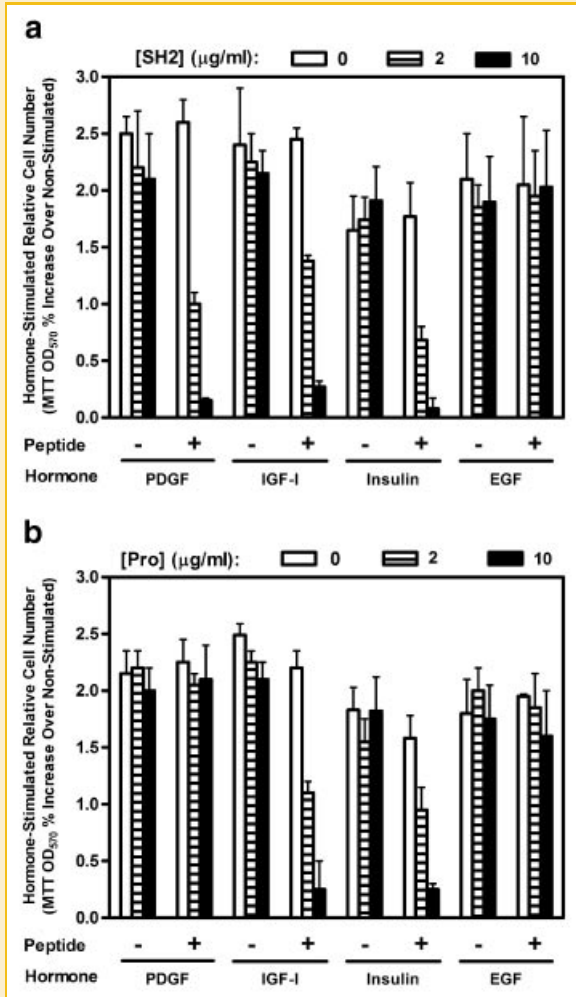 a
[SH2] (μg/ml): 0 2 10
Hormone-Stimulated Relative Cell Number
(MTT OD570 % Increase Over Non-Stimulated)
3.0
2.5
2.0
1.5
1.0
0.5
0.0
Peptide - + - + - + - +
Hormone PDGF IGF-I Insulin EGF
b
[Pro] (μg/ml): 0 2 10
Hormone-Stimulated Relative Cell Number
(MTT OD570 % Increase Over Non-Stimulated)
3.0
2.5
2.0
1.5
1.0
0.5
0.0
Peptide - + - + - + - +
Hormone PDGF IGF-I Insulin EGF